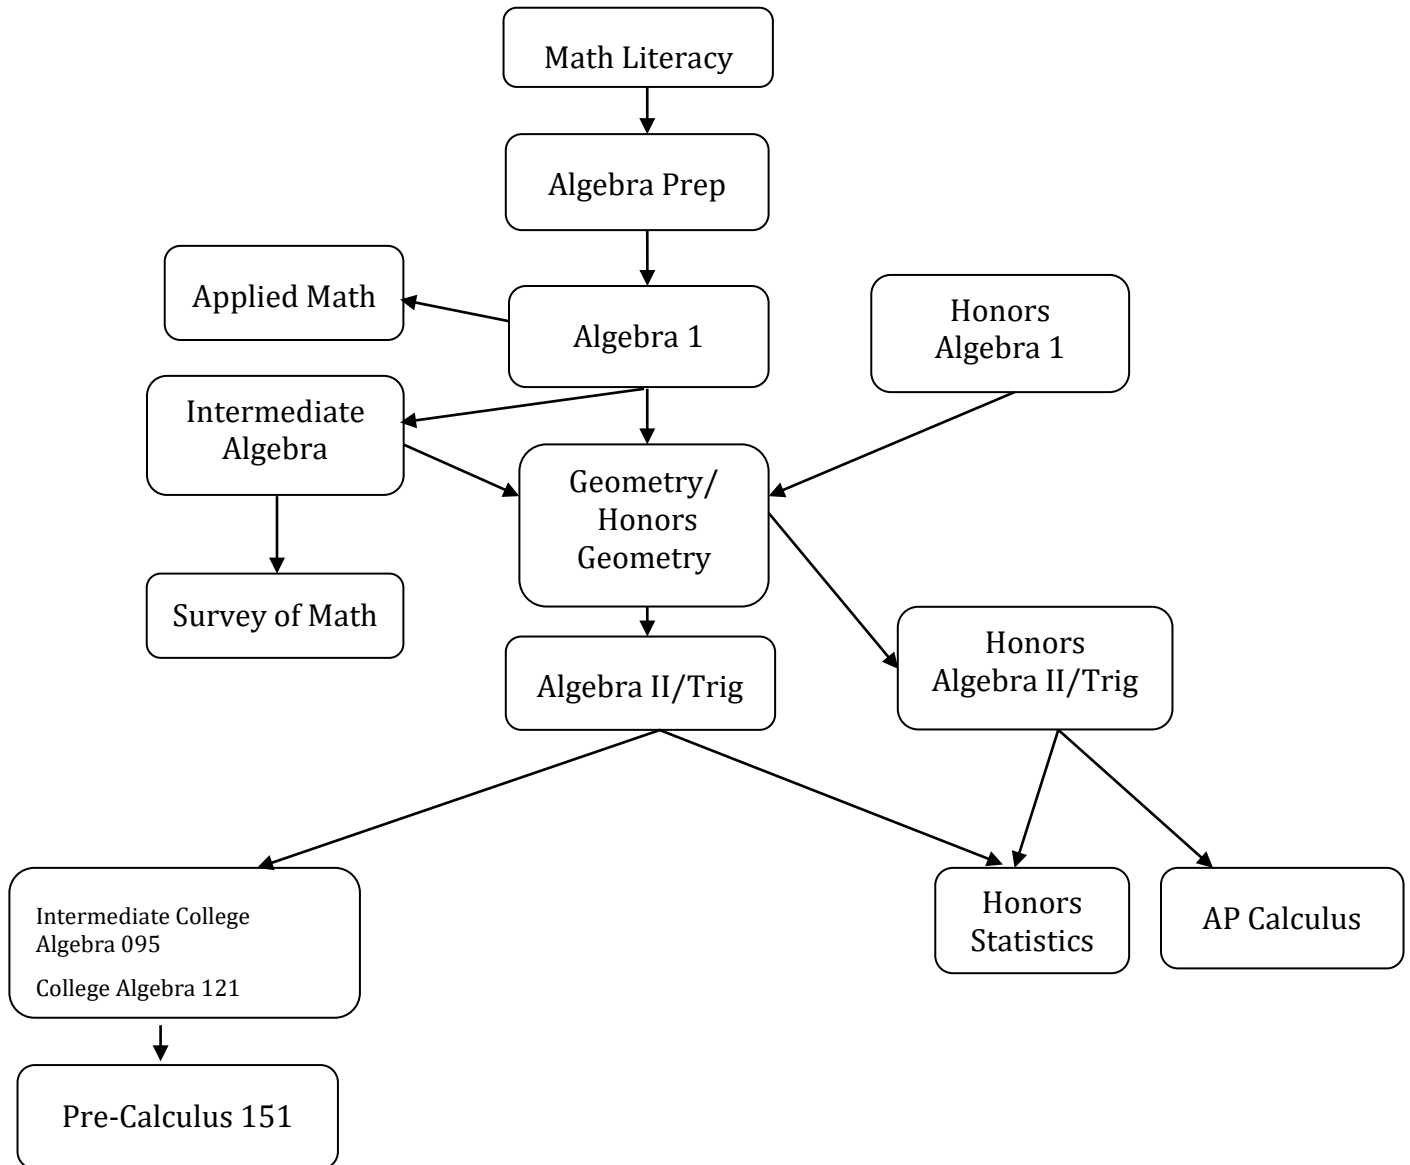 Math Literacy
Algebra Prep
Applied Math
Algebra 1
Honors
Algebra 1
Intermediate
Algebra
Geometry/
Honors
Geometry
Survey of Math
Algebra II/Trig
Honors
Algebra II/Trig
Intermediate College
Algebra 095
College Algebra 121
Honors
Statistics
AP Calculus
Pre-Calculus 151